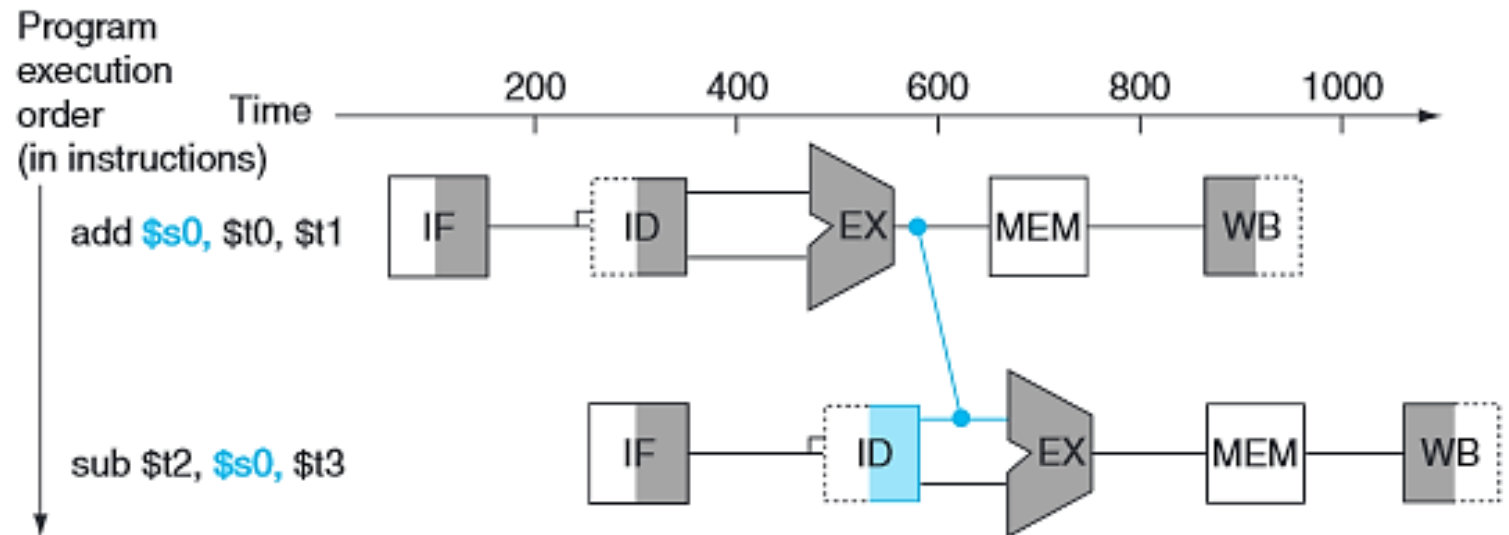 Program
execution
order
(in instructions)
Time
200 400 600 800 1000
add $s0, $t0, $t1
IF ID EX MEM WB
sub $t2, $s0, $t3
IF ID EX MEM WB